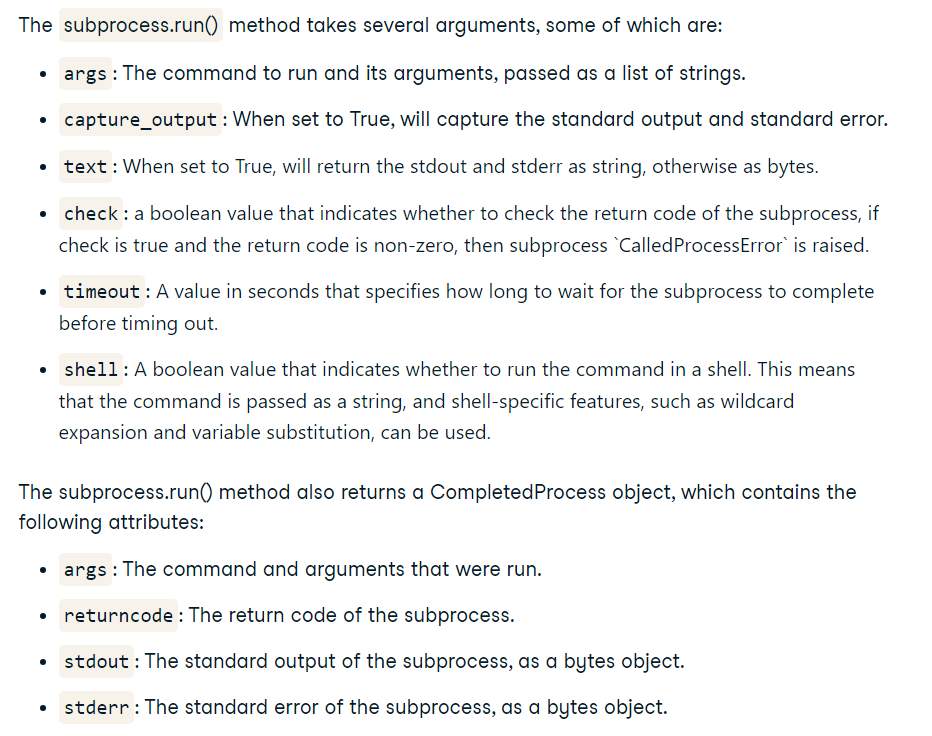 The subprocess.run() method takes several arguments, some of which are:
• args : The command to run and its arguments, passed as a list of strings.
• capture_output : When set to True, will capture the standard output and standard error.
• text : When set to True, will return the stdout and stderr as string, otherwise as bytes.
• check : a boolean value that indicates whether to check the return code of the subprocess, if
check is true and the return code is non-zero, then subprocess `CalledProcessError` is raised.
• timeout : A value in seconds that specifies how long to wait for the subprocess to complete
before timing out.
• shell : A boolean value that indicates whether to run the command in a shell. This means
that the command is passed as a string, and shell-specific features, such as wildcard
expansion and variable substitution, can be used.
The subprocess.run() method also returns a CompletedProcess object, which contains the
following attributes:
• args : The command and arguments that were run.
• returncode : The return code of the subprocess.
• stdout : The standard output of the subprocess, as a bytes object.
• stderr : The standard error of the subprocess, as a bytes object.